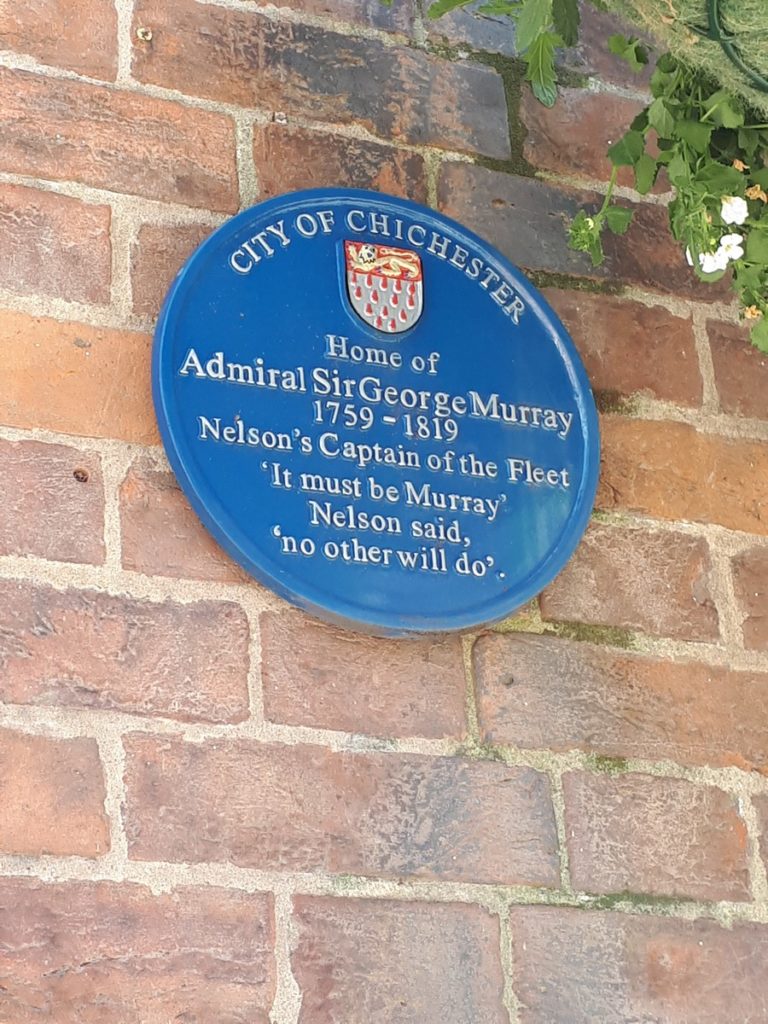 CITY OF CHICHESTER
Home of
Admiral Sir George Murray
1759 - 1819
Nelson's Captain of the Fleet
'It must be Murray'
Nelson said,
'no other will do'.